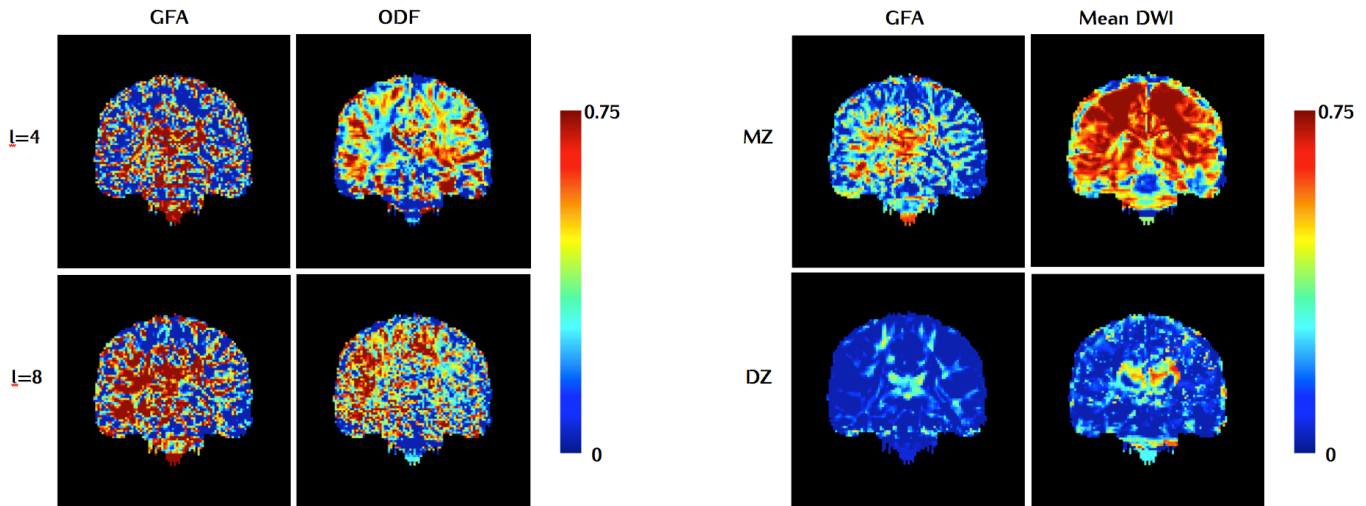 GFA ODF GFA Mean DWI
0.75 0.75
l=4 MZ
l=8 DZ
0 0